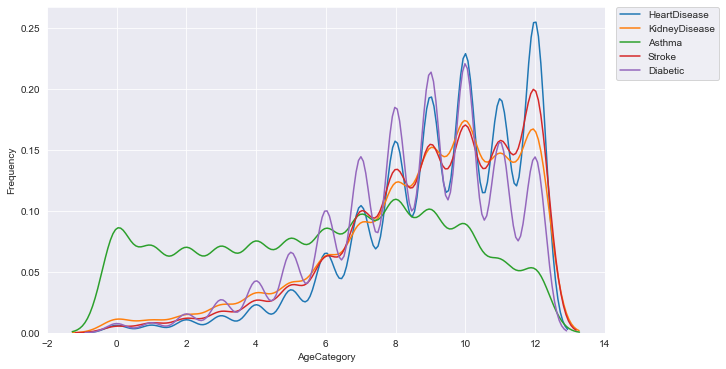 HeartDisease
KidneyDisease
Asthma
Stroke
Diabetic
0.25
0.20
0.15
0.10
0.05
0.00
Frequency
−2
0
2
4
6
8
10
12
14
AgeCategory